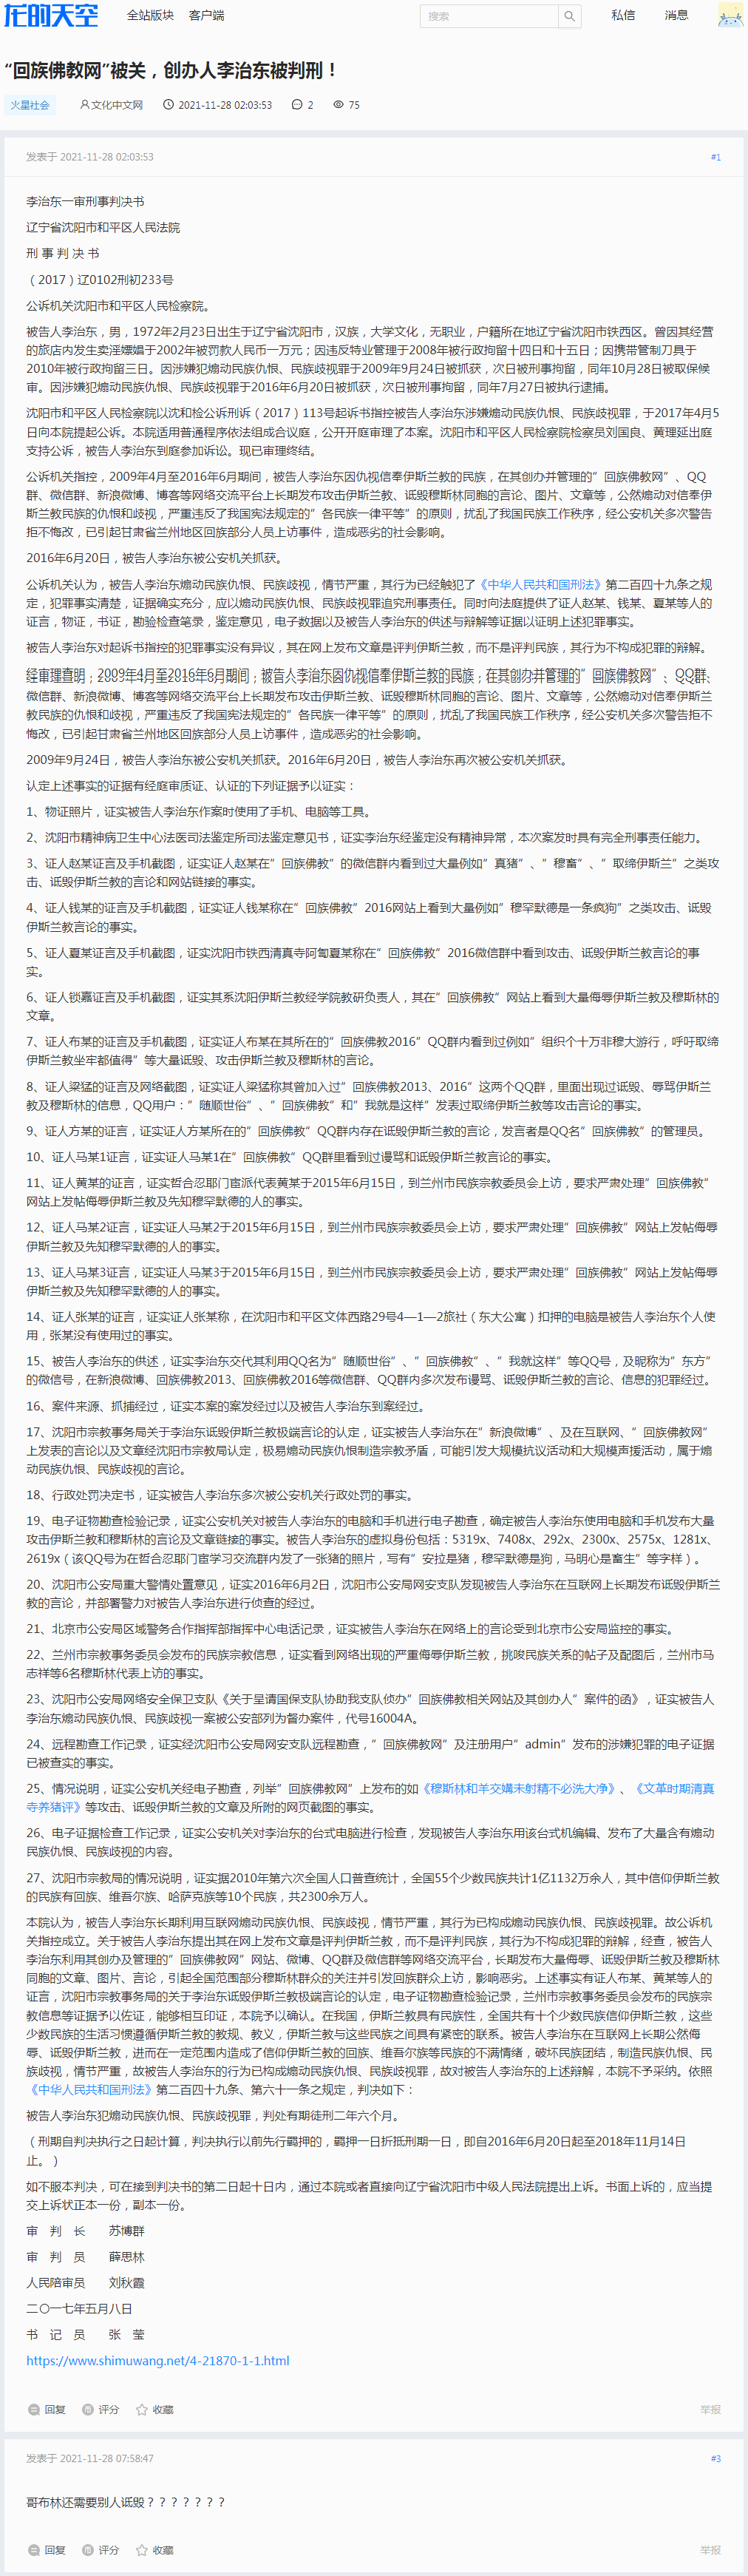 龙的天空
全站版块 客户端
搜索
私信 消息
“回族佛教网”被关，创办人李治东被判刑！
火星社会 文化中文网 2021-11-28 02:03:53 2 75
发表于 2021-11-28 02:03:53 #1
李治东一审刑事判决书
辽宁省沈阳市和平区人民法院
刑 事 判 决 书
（2017）辽0102刑初233号
公诉机关沈阳市和平区人民检察院。
被告人李治东，男，1972年2月23日出生于辽宁省沈阳市，汉族，大学文化，无职业，户籍所在地辽宁省沈阳市铁西区。曾因其经营
的旅店内发生卖淫嫖娼于2002年被罚款人民币一万元；因违反特业管理于2008年被行政拘留十四日和十五日；因携带管制刀具于
2010年被行政拘留三日。因涉嫌犯煽动民族仇恨、民族歧视罪于2009年9月24日被抓获，次日被刑事拘留，同年10月28日被取保候
审。因涉嫌犯煽动民族仇恨、民族歧视罪于2016年6月20日被抓获，次日被刑事拘留，同年7月27日被执行逮捕。
沈阳市和平区人民检察院以沈和检公诉刑诉（2017）113号起诉书指控被告人李治东涉嫌煽动民族仇恨、民族歧视罪，于2017年4月5
日向本院提起公诉。本院适用普通程序依法组成合议庭，公开开庭审理了本案。沈阳市和平区人民检察院检察员刘国良、黄理延出庭
支持公诉，被告人李治东到庭参加诉讼。现已审理终结。
公诉机关指控，2009年4月至2016年6月期间，被告人李治东因仇视信奉伊斯兰教的民族，在其创办并管理的”回族佛教网”、QQ
群、微信群、新浪微博、博客等网络交流平台上长期发布攻击伊斯兰教、诋毁穆斯林同胞的言论、图片、文章等，公然煽动对信奉伊
斯兰教民族的仇恨和歧视，严重违反了我国宪法规定的”各民族一律平等”的原则，扰乱了我国民族工作秩序，经公安机关多次警告
拒不悔改，已引起甘肃省兰州地区回族部分人员上访事件，造成恶劣的社会影响。
2016年6月20日，被告人李治东被公安机关抓获。
公诉机关认为，被告人李治东煽动民族仇恨、民族歧视，情节严重，其行为已经触犯了《中华人民共和国刑法》第二百四十九条之规
定，犯罪事实清楚，证据确实充分，应以煽动民族仇恨、民族歧视罪追究刑事责任。同时向法庭提供了证人赵某、钱某、夏某等人的
证言，物证，书证，勘验检查笔录，鉴定意见，电子数据以及被告人李治东的供述与辩解等证据以证明上述犯罪事实。
被告人李治东对起诉书指控的犯罪事实没有异议，其在网上发布文章是评判伊斯兰教，而不是评判民族，其行为不构成犯罪的辩解。
经审理查明，2009年4月至2016年6月期间，被告人李治东因仇视信奉伊斯兰教的民族，在其创办并管理的”回族佛教网”、QQ群、
微信群、新浪微博、博客等网络交流平台上长期发布攻击伊斯兰教、诋毁穆斯林同胞的言论、图片、文章等，公然煽动对信奉伊斯兰
教民族的仇恨和歧视，严重违反了我国宪法规定的”各民族一律平等”的原则，扰乱了我国民族工作秩序，经公安机关多次警告拒不
悔改，已引起甘肃省兰州地区回族部分人员上访事件，造成恶劣的社会影响。
2009年9月24日，被告人李治东被公安机关抓获。2016年6月20日，被告人李治东再次被公安机关抓获。
认定上述事实的证据有经庭审质证、认证的下列证据予以证实：
1、物证照片，证实被告人李治东作案时使用了手机、电脑等工具。
2、沈阳市精神病卫生中心法医司法鉴定所司法鉴定意见书，证实李治东经鉴定没有精神异常，本次案发时具有完全刑事责任能力。
3、证人赵某证言及手机截图，证实证人赵某在”回族佛教”的微信群内看到过大量例如”真猪”、”穆畜”、”取缔伊斯兰”之类攻
击、诋毁伊斯兰教的言论和网站链接的事实。
4、证人钱某的证言及手机截图，证实证人钱某称在”回族佛教”2016网站上看到大量例如”穆罕默德是一条疯狗”之类攻击、诋毁
伊斯兰教言论的事实。
5、证人夏某证言及手机截图，证实沈阳市铁西清真寺阿訇夏某称在”回族佛教”2016微信群中看到攻击、诋毁伊斯兰教言论的事
实。
6、证人锁嘉证言及手机截图，证实其系沈阳伊斯兰教经学院教研负责人，其在”回族佛教”网站上看到大量侮辱伊斯兰教及穆斯林的
文章。
7、证人布某的证言及手机截图，证实证人布某在其所在的”回族佛教2016”QQ群内看到过例如”组织个十万非穆大游行，呼吁取缔
伊斯兰教坐牢都值得”等大量诋毁、攻击伊斯兰教及穆斯林的言论。
8、证人梁猛的证言及网络截图，证实证人梁猛称其曾加入过”回族佛教2013、2016”这两个QQ群，里面出现过诋毁、辱骂伊斯兰
教及穆斯林的信息，QQ用户：”随顺世俗”、”回族佛教”和”我就是这样”发表过取缔伊斯兰教等攻击言论的事实。
9、证人方某的证言，证实证人方某所在的”回族佛教”QQ群内存在诋毁伊斯兰教的言论，发言者是QQ名”回族佛教”的管理员。
10、证人马某1证言，证实证人马某1在”回族佛教”QQ群里看到过谩骂和诋毁伊斯兰教言论的事实。
11、证人黄某的证言，证实哲合忍耶门宦派代表黄某于2015年6月15日，到兰州市民族宗教委员会上访，要求严肃处理”回族佛教”
网站上发帖侮辱伊斯兰教及先知穆罕默德的人的事实。
12、证人马某2证言，证实证人马某2于2015年6月15日，到兰州市民族宗教委员会上访，要求严肃处理”回族佛教”网站上发帖侮辱
伊斯兰教及先知穆罕默德的人的事实。
13、证人马某3证言，证实证人马某3于2015年6月15日，到兰州市民族宗教委员会上访，要求严肃处理”回族佛教”网站上发帖侮辱
伊斯兰教及先知穆罕默德的人的事实。
14、证人张某的证言，证实证人张某称，在沈阳市和平区文体西路29号4—1—2旅社（东大公寓）扣押的电脑是被告人李治东个人使
用，张某没有使用过的事实。
15、被告人李治东的供述，证实李治东交代其利用QQ名为”随顺世俗”、”回族佛教”、”我就这样”等QQ号，及昵称为”东方”
的微信号，在新浪微博、回族佛教2013、回族佛教2016等微信群、QQ群内多次发布谩骂、诋毁伊斯兰教的言论、信息的犯罪经过。
16、案件来源、抓捕经过，证实本案的案发经过以及被告人李治东到案经过。
17、沈阳市宗教事务局关于李治东诋毁伊斯兰教极端言论的认定，证实被告人李治东在”新浪微博”、及在互联网、”回族佛教网”
上发表的言论以及文章经沈阳市宗教局认定，极易煽动民族仇恨制造宗教矛盾，可能引发大规模抗议活动和大规模声援活动，属于煽
动民族仇恨、民族歧视的言论。
18、行政处罚决定书，证实被告人李治东多次被公安机关行政处罚的事实。
19、电子证物勘查检验记录，证实公安机关对被告人李治东的电脑和手机进行电子勘查，确定被告人李治东使用电脑和手机发布大量
攻击伊斯兰教和穆斯林的言论及文章链接的事实。被告人李治东的虚拟身份包括：5319x、7408x、292x、2300x、2575x、1281x、
2619x（该QQ号为在哲合忍耶门宦学习交流群内发了一张猪的照片，写有”安拉是猪，穆罕默德是狗，马明心是畜生”等字样）。
20、沈阳市公安局重大警情处置意见，证实2016年6月2日，沈阳市公安局网安支队发现被告人李治东在互联网上长期发布诋毁伊斯兰
教的言论，并部署警力对被告人李治东进行侦查的经过。
21、北京市公安局区域警务合作指挥部指挥中心电话记录，证实被告人李治东在网络上的言论受到北京市公安局监控的事实。
22、兰州市宗教事务委员会发布的民族宗教信息，证实看到网络出现的严重侮辱伊斯兰教，挑唆民族关系的帖子及配图后，兰州市马
志祥等6名穆斯林代表上访的事实。
23、沈阳市公安局网络安全保卫支队《关于呈请国保支队协助我支队侦办”回族佛教相关网站及其创办人”案件的函》，证实被告人
李治东煽动民族仇恨、民族歧视一案被公安部列为督办案件，代号16004A。
24、远程勘查工作记录，证实经沈阳市公安局网安支队远程勘查，”回族佛教网”及注册用户”admin”发布的涉嫌犯罪的电子证据
已被查实的事实。
25、情况说明，证实公安机关经电子勘查，列举”回族佛教网”上发布的如《穆斯林和羊交媾未射精不必洗大净》、《文革时期清真
寺养猪评》等攻击、诋毁伊斯兰教的文章及所附的网页截图的事实。
26、电子证据检查工作记录，证实公安机关对李治东的台式电脑进行检查，发现被告人李治东用该台式机编辑、发布了大量含有煽动
民族仇恨、民族歧视的内容。
27、沈阳市宗教局的情况说明，证实据2010年第六次全国人口普查统计，全国55个少数民族共计1亿1132万余人，其中信仰伊斯兰教
的民族有回族、维吾尔族、哈萨克族等10个民族，共2300余万人。
本院认为，被告人李治东长期利用互联网煽动民族仇恨、民族歧视，情节严重，其行为已构成煽动民族仇恨、民族歧视罪。故公诉机
关指控成立。关于被告人李治东提出其在网上发布文章是评判伊斯兰教，而不是评判民族，其行为不构成犯罪的辩解，经查，被告人
李治东利用其创办及管理的”回族佛教网”网站、微博、QQ群及微信群等网络交流平台，长期发布大量侮辱、诋毁伊斯兰教及穆斯林
同胞的文章、图片、言论，引起全国范围部分穆斯林群众的关注并引发回族群众上访，影响恶劣。上述事实有证人布某、黄某等人的
证言，沈阳市宗教事务局的关于李治东诋毁伊斯兰教极端言论的认定，电子证物勘查检验记录，兰州市宗教事务委员会发布的民族宗
教信息等证据予以佐证，能够相互印证，本院予以确认。在我国，伊斯兰教具有民族性，全国共有十个少数民族信仰伊斯兰教，这些
少数民族的生活习惯遵循伊斯兰教的教规、教义，伊斯兰教与这些民族之间具有紧密的联系。被告人李治东在互联网上长期公然侮
辱、诋毁伊斯兰教，进而在一定范围内造成了信仰伊斯兰教的回族、维吾尔族等民族的不满情绪，破坏民族团结，制造民族仇恨、民
族歧视，情节严重，故被告人李治东的行为已构成煽动民族仇恨、民族歧视罪，故对被告人李治东的上述辩解，本院不予采纳。依照
《中华人民共和国刑法》第二百四十九条、第六十一条之规定，判决如下：
被告人李治东犯煽动民族仇恨、民族歧视罪，判处有期徒刑二年六个月。
（刑期自判决执行之日起计算，判决执行以前先行羁押的，羁押一日折抵刑期一日，即自2016年6月20日起至2018年11月14日
止。）
如不服本判决，可在接到判决书的第二日起十日内，通过本院或者直接向辽宁省沈阳市中级人民法院提出上诉。书面上诉的，应当提
交上诉状正本一份，副本一份。
审　判　长　　苏博群
审　判　员　　薛思林
人民陪审员　　刘秋霞
二〇一七年五月八日
书　记　员　　张　莹
https://www.shimuwang.net/4-21870-1-1.html
回复 评分 收藏 举报
发表于 2021-11-28 07:58:47 #3
哥布林还需要别人诋毁？？？？？？？
回复 评分 收藏 举报